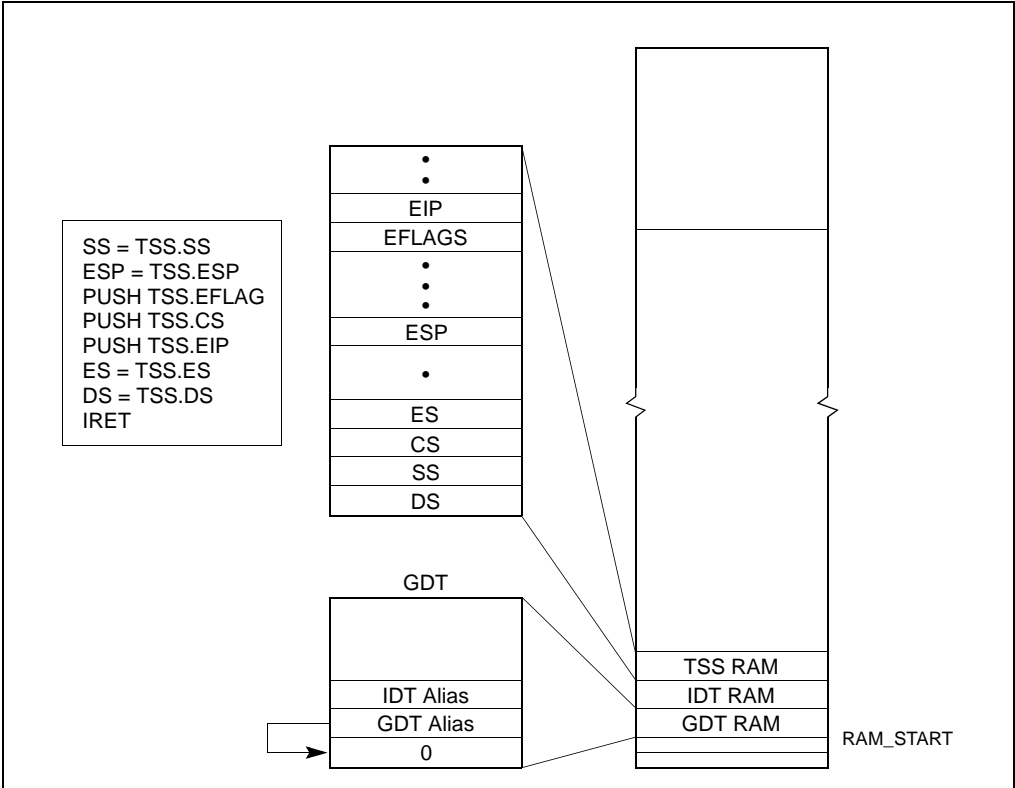 SS = TSS.SS
ESP = TSS.ESP
PUSH TSS.EFLAG
PUSH TSS.CS
PUSH TSS.EIP
ES = TSS.ES
DS = TSS.DS
IRET
EIP
EFLAGS
ESP
ES
CS
SS
DS
GDT
IDT Alias
GDT Alias
0
TSS RAM
IDT RAM
GDT RAM
RAM_START